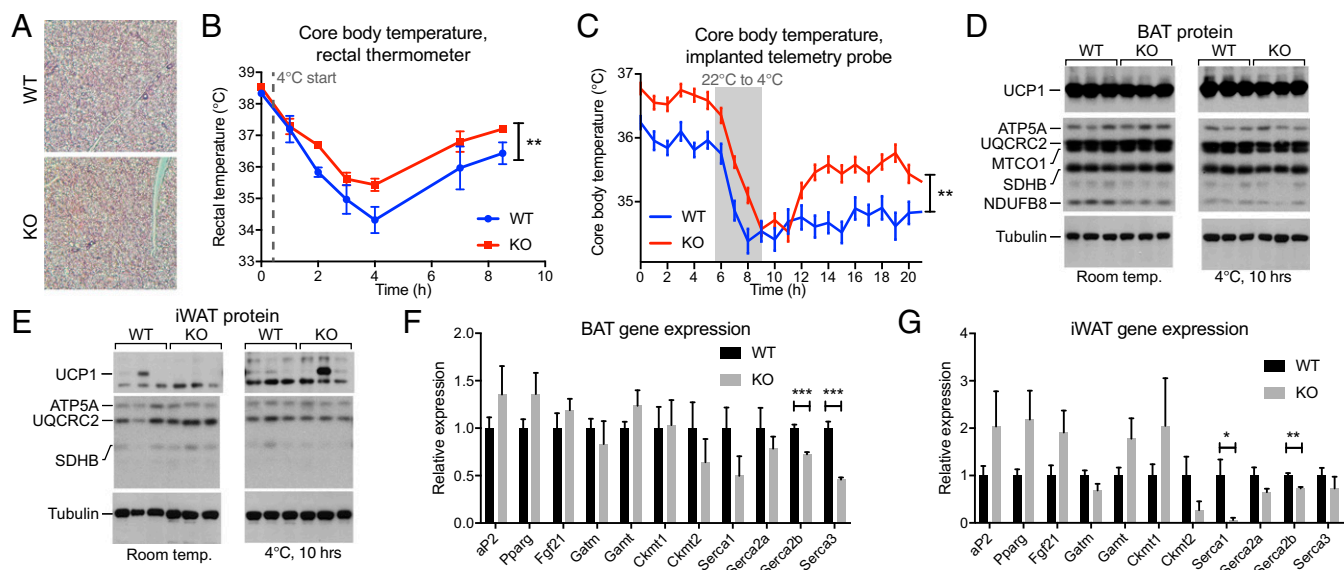 A
WT
KO
B
Core body temperature,
rectal thermometer
4°C start
Rectal temperature (°C)
39
38
37
36
35
34
33
0 2 4 6 8 10
Time (h)
WT
KO
**
C
Core body temperature,
implanted telemetry probe
22°C to 4°C
Core body temperature (°C)
37
36
35
0 2 4 6 8 10 12 14 16 18 20
Time (h)
WT
KO
**
D
BAT protein
WT KO WT KO
UCP1
ATP5A
UQCRC2
MTCO1
SDHB
NDUFB8
Tubulin
Room temp. 4°C, 10 hrs
E
iWAT protein
WT KO WT KO
UCP1
ATP5A
UQCRC2
SDHB
Tubulin
Room temp. 4°C, 10 hrs
F
BAT gene expression
Relative expression
2.0
1.5
1.0
0.5
0.0
WT
KO
*** ***
aP2 Pparg Fgf21 Gatm Gamt Ckmt1 Ckmt2 Serca1 Serca2a Serca2b Serca3
G
iWAT gene expression
Relative expression
4
3
2
1
0
WT
KO
* **
aP2 Pparg Fgf21 Gatm Gamt Ckmt1 Ckmt2 Serca1 Serca2a Serca2b Serca3